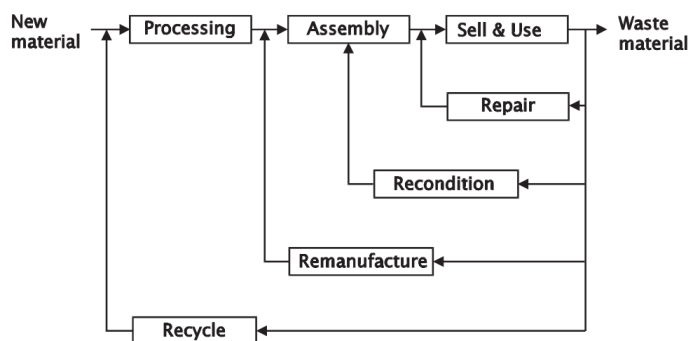 New
material
Processing
Assembly
Sell & Use
Waste
material
Repair
Recondition
Remanufacture
Recycle